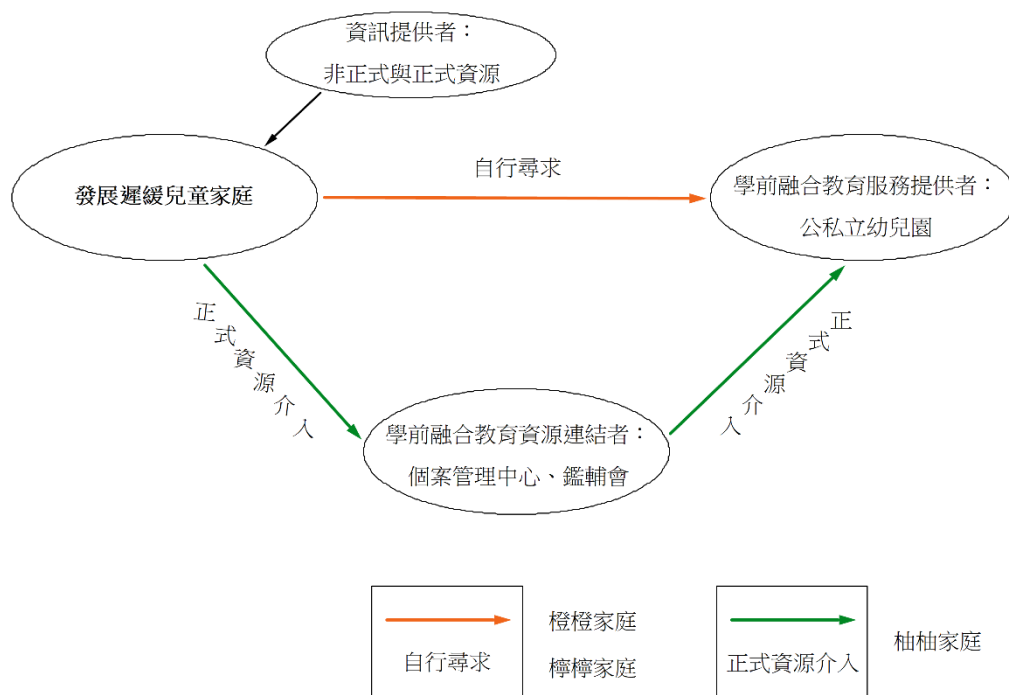 資訊提供者：
非正式與正式資源
發展遲緩兒童家庭
自行尋求
學前融合教育服務提供者：
公私立幼兒園
正式資源介入
正式資源介入
學前融合教育資源連結者：
個案管理中心、鑑輔會
自行尋求
橙橙家庭
檸檸家庭
正式資源介入
柚柚家庭